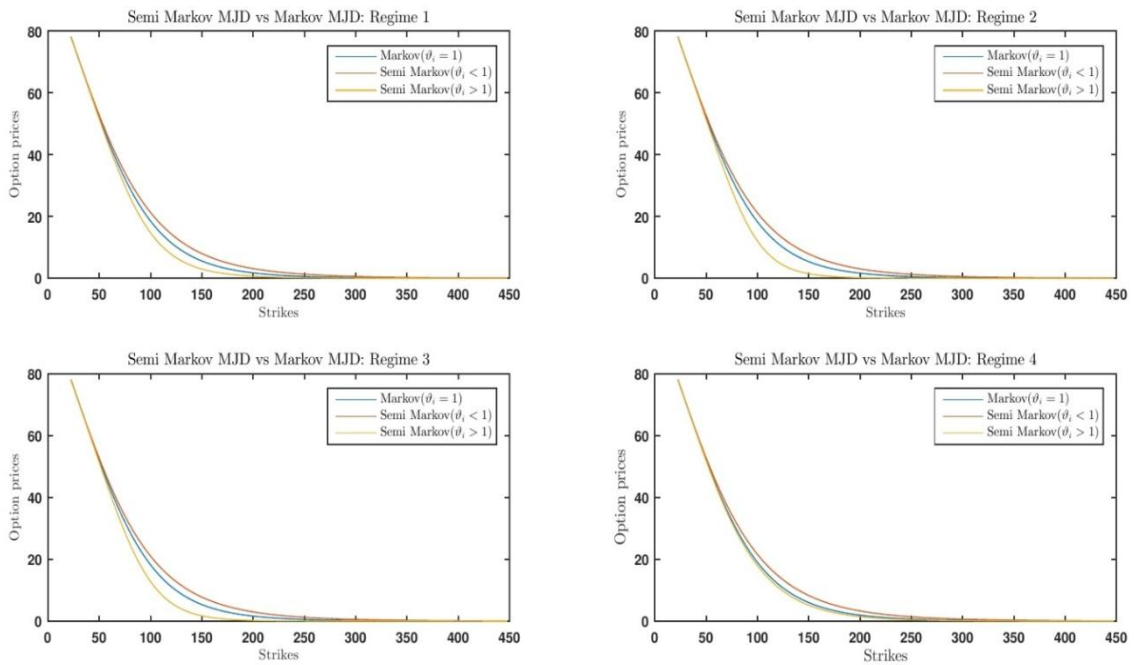 Semi Markov MJD vs Markov MJD: Regime 1
80
60
40
20
0
Option prices
Markov(ϑᵢ = 1)
Semi Markov(ϑᵢ < 1)
Semi Markov(ϑᵢ > 1)
0 50 100 150 200 250 300 350 400 450
Strikes
Semi Markov MJD vs Markov MJD: Regime 2
80
60
40
20
0
Option prices
Markov(ϑᵢ = 1)
Semi Markov(ϑᵢ < 1)
Semi Markov(ϑᵢ > 1)
0 50 100 150 200 250 300 350 400 450
Strikes
Semi Markov MJD vs Markov MJD: Regime 3
80
60
40
20
0
Option prices
Markov(ϑᵢ = 1)
Semi Markov(ϑᵢ < 1)
Semi Markov(ϑᵢ > 1)
0 50 100 150 200 250 300 350 400 450
Strikes
Semi Markov MJD vs Markov MJD: Regime 4
80
60
40
20
0
Option prices
Markov(ϑᵢ = 1)
Semi Markov(ϑᵢ < 1)
Semi Markov(ϑᵢ > 1)
0 50 100 150 200 250 300 350 400 450
Strikes